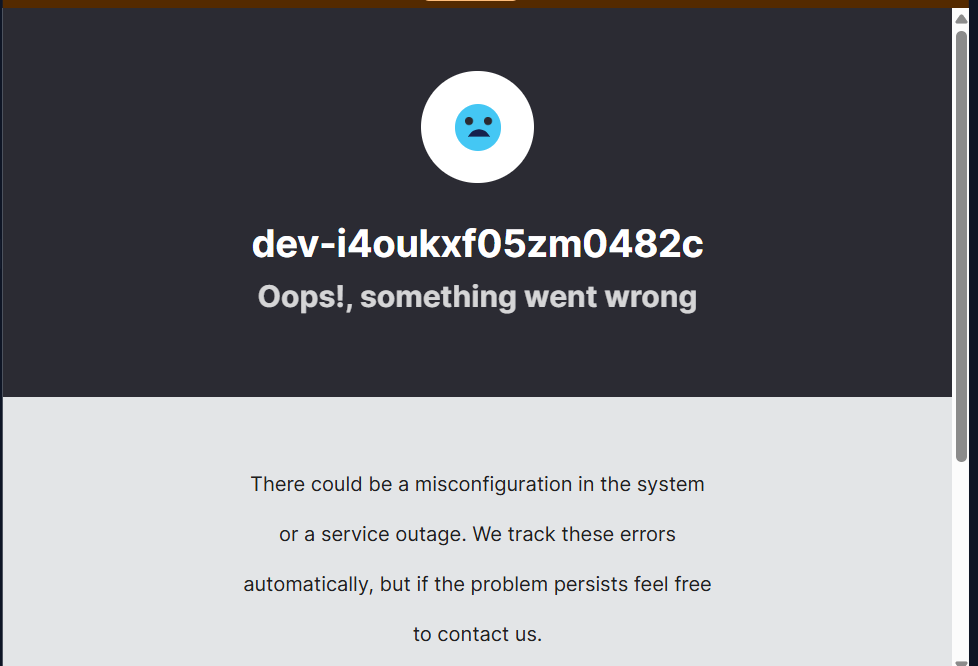 dev-i4oukxf05zm0482c
Oops!, something went wrong
There could be a misconfiguration in the system
or a service outage. We track these errors
automatically, but if the problem persists feel free
to contact us.